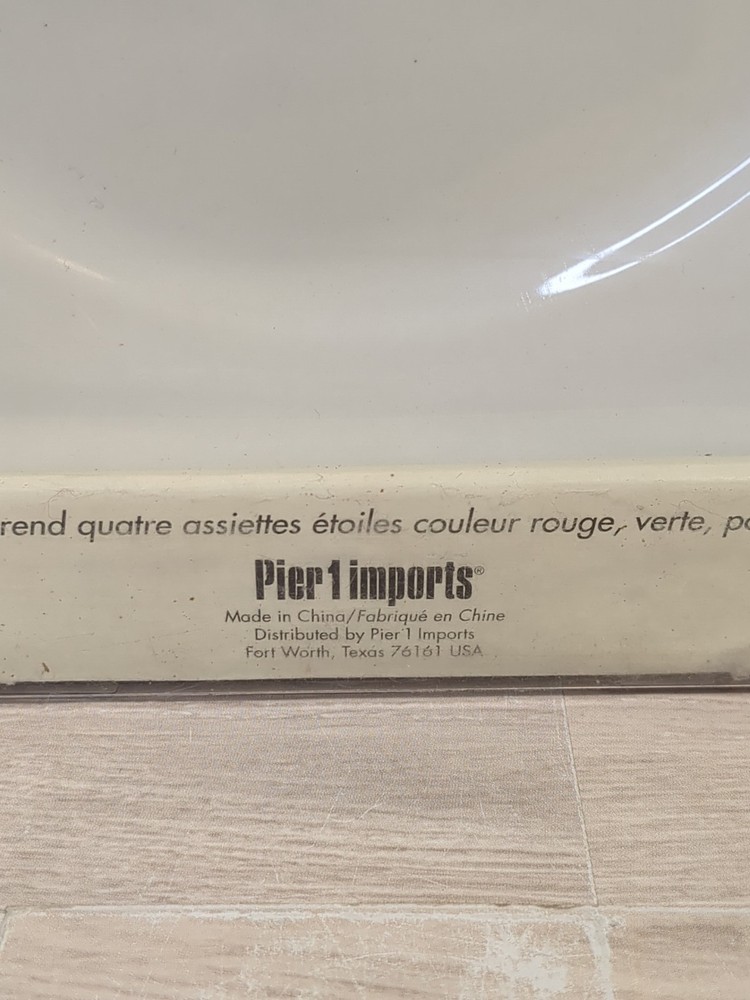 rend quatre assiettes étoiles couleur rouge, verte,
Pier 1 imports®
Made in China/Fabriqué en Chine
Distributed by Pier 1 Imports
Fort Worth, Texas 76161 USA